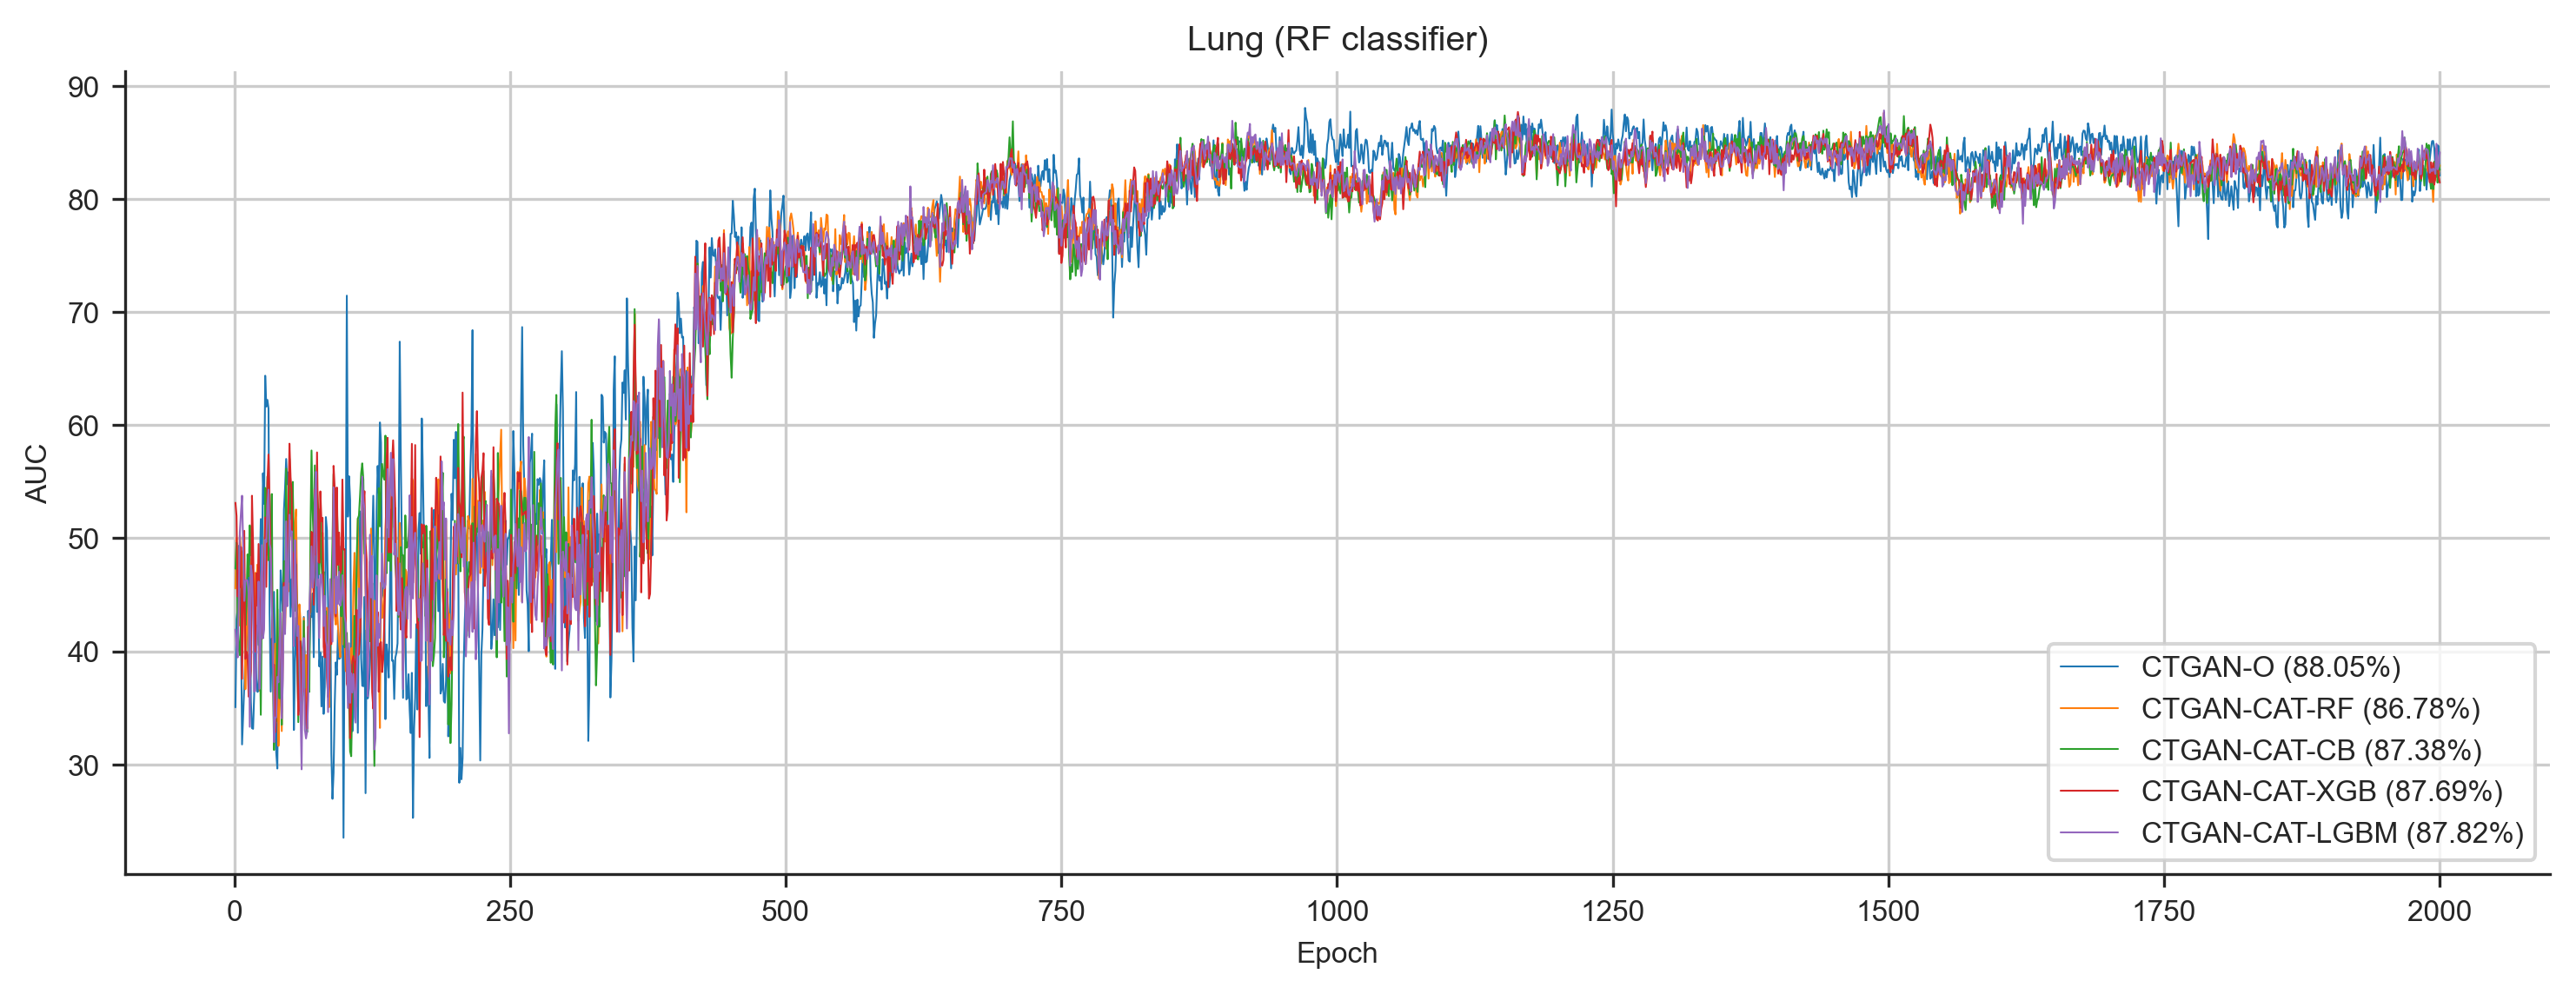 Lung (RF classifier)
90
80
70
60
50
40
30
AUC
0 250 500 750 1000 1250 1500 1750 2000
Epoch
CTGAN-O (88.05%)
CTGAN-CAT-RF (86.78%)
CTGAN-CAT-CB (87.38%)
CTGAN-CAT-XGB (87.69%)
CTGAN-CAT-LGBM (87.82%)